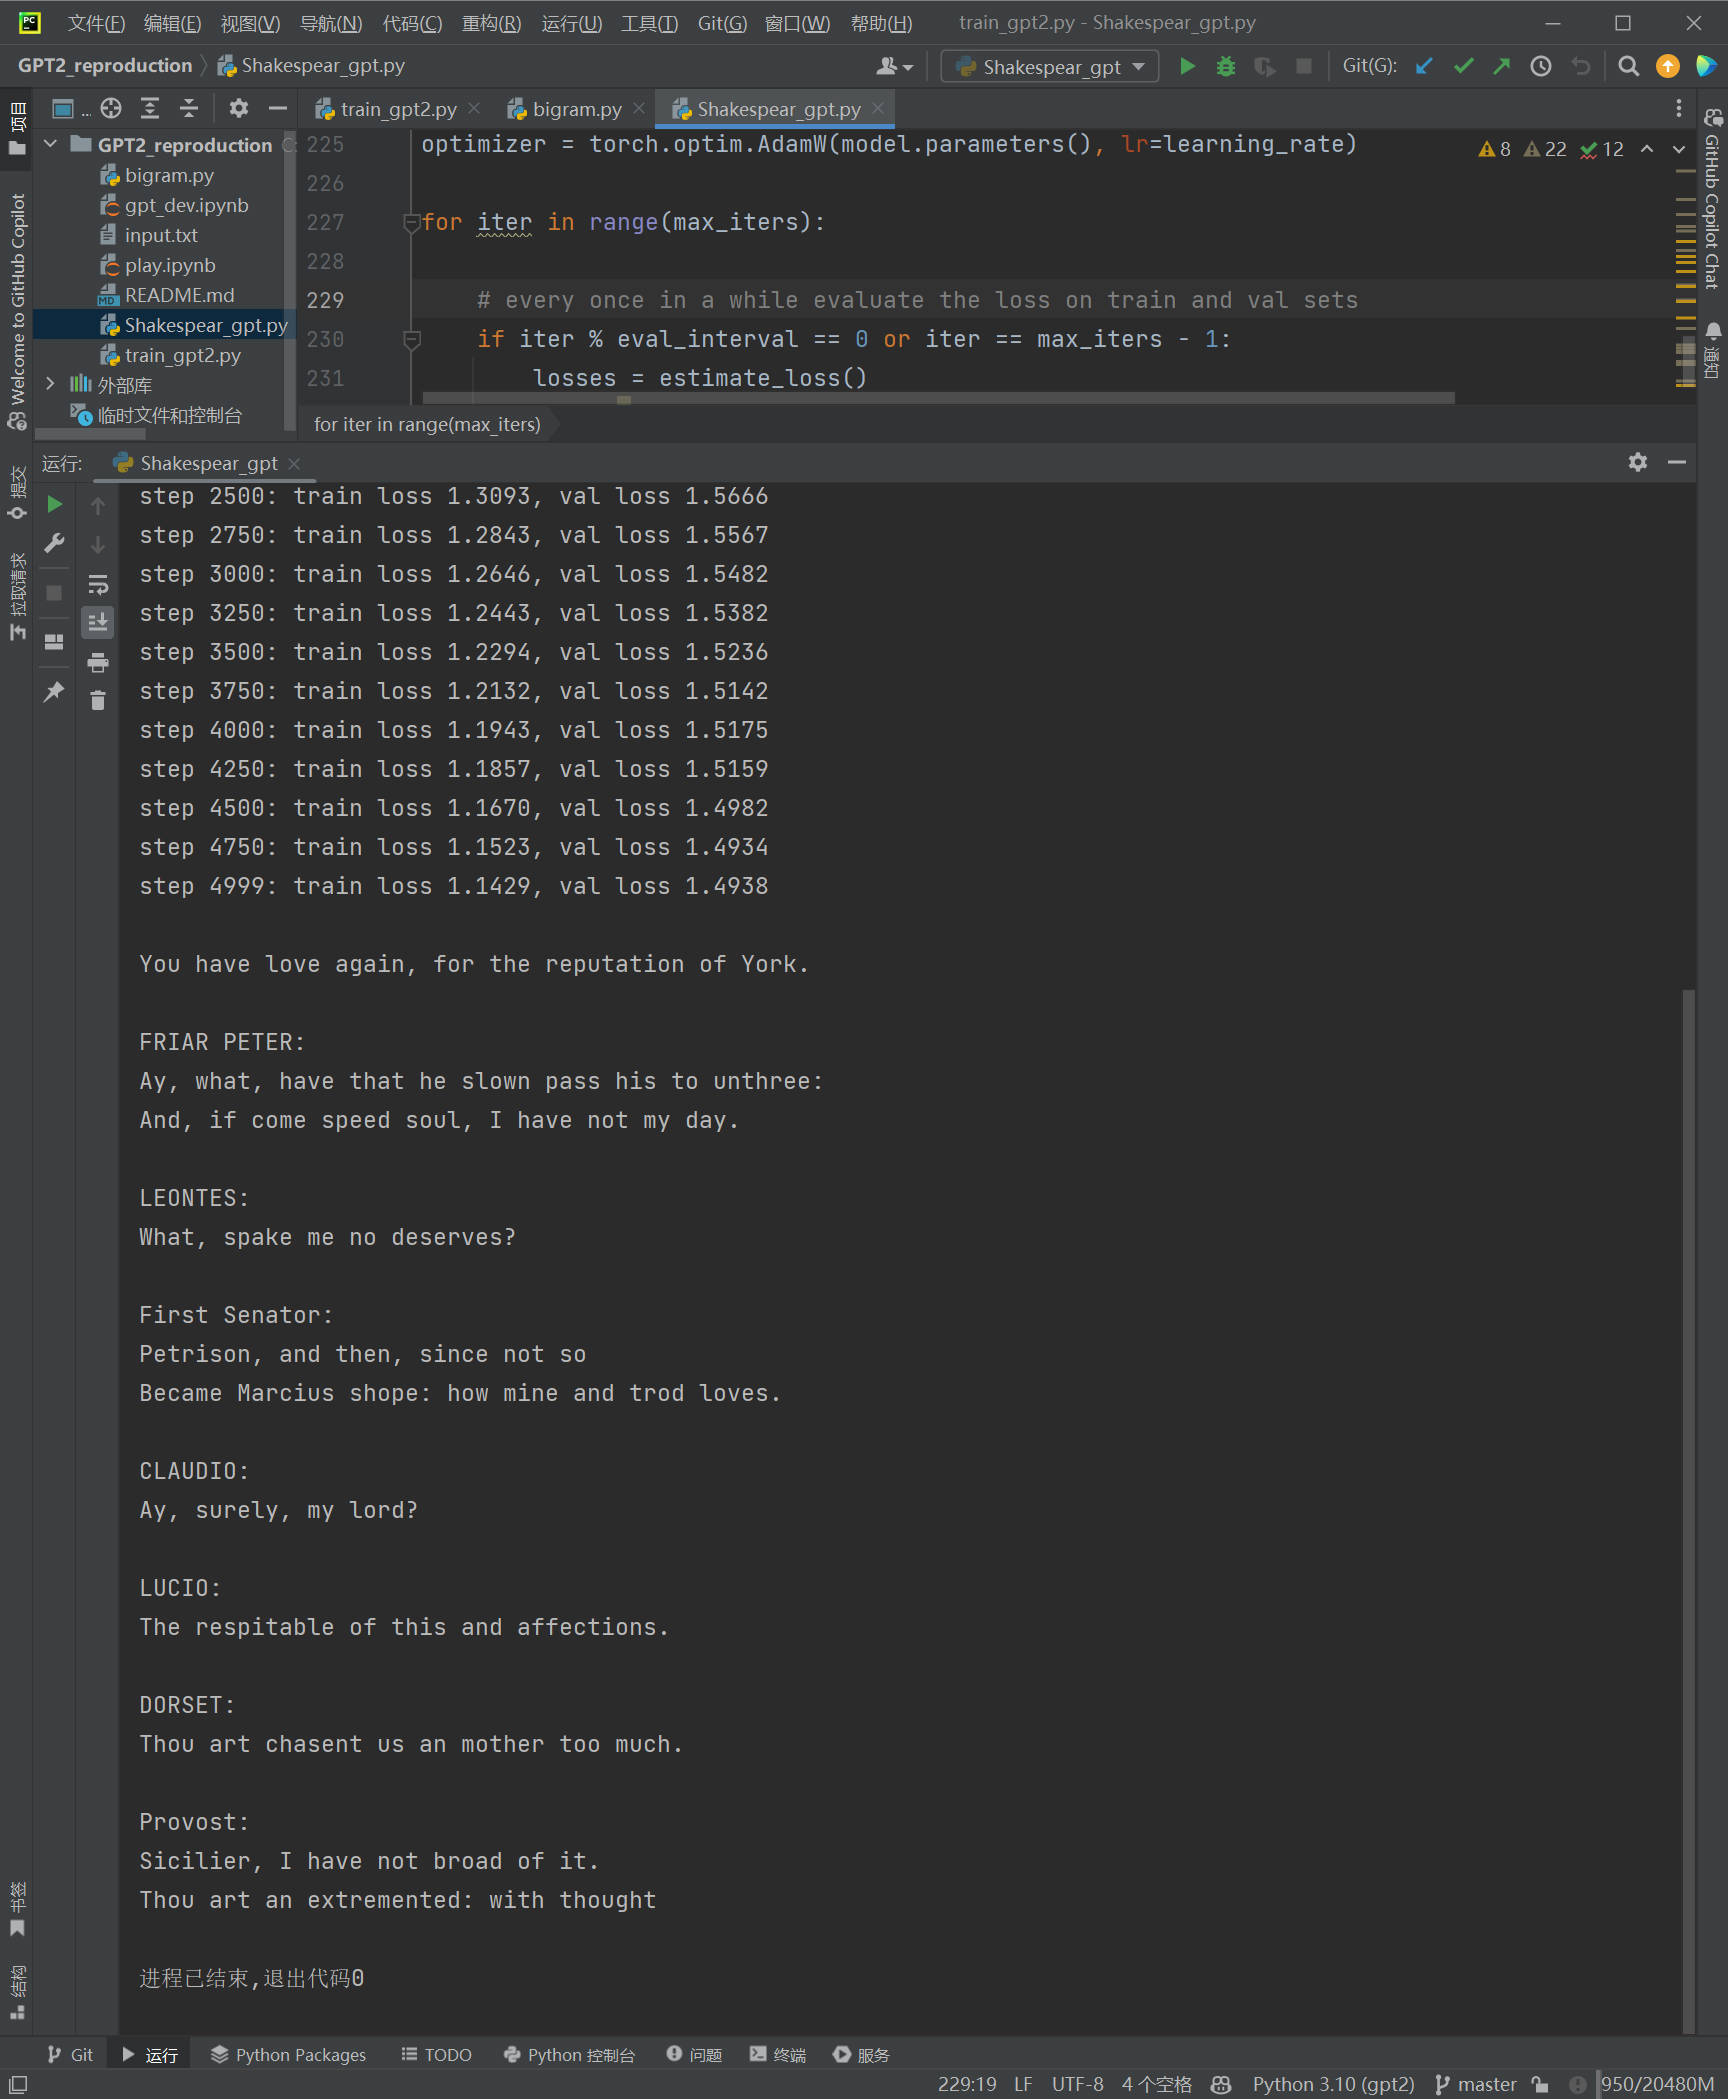 文件(F) 编辑(E) 视图(V) 导航(N) 代码(C) 重构(R) 运行(U) 工具(T) Git(G) 窗口(W) 帮助(H) train_gpt2.py - Shakespear_gpt.py
GPT2_reproduction Shakespear_gpt.py Shakespear_gpt Git(G):
项目
Welcome to GitHub Copilot
提交
拉取请求
书签
结构
GPT2_reproduction
bigram.py
gpt_dev.ipynb
input.txt
play.ipynb
README.md
Shakespear_gpt.py
train_gpt2.py
外部库
临时文件和控制台
train_gpt2.py bigram.py Shakespear_gpt.py
8 22 12
225 optimizer = torch.optim.AdamW(model.parameters(), lr=learning_rate)
226
227 for iter in range(max_iters):
228
229 # every once in a while evaluate the loss on train and val sets
230 if iter % eval_interval == 0 or iter == max_iters - 1:
231 losses = estimate_loss()
for iter in range(max_iters)
GitHub Copilot Chat
通知
运行: Shakespear_gpt
step 2500: train loss 1.3093, val loss 1.5666
step 2750: train loss 1.2843, val loss 1.5567
step 3000: train loss 1.2646, val loss 1.5482
step 3250: train loss 1.2443, val loss 1.5382
step 3500: train loss 1.2294, val loss 1.5236
step 3750: train loss 1.2132, val loss 1.5142
step 4000: train loss 1.1943, val loss 1.5175
step 4250: train loss 1.1857, val loss 1.5159
step 4500: train loss 1.1670, val loss 1.4982
step 4750: train loss 1.1523, val loss 1.4934
step 4999: train loss 1.1429, val loss 1.4938
You have love again, for the reputation of York.
FRIAR PETER:
Ay, what, have that he slown pass his to unthree:
And, if come speed soul, I have not my day.
LEONTES:
What, spake me no deserves?
First Senator:
Petrison, and then, since not so
Became Marcius shope: how mine and trod loves.
CLAUDIO:
Ay, surely, my lord?
LUCIO:
The respitable of this and affections.
DORSET:
Thou art chasent us an mother too much.
Provost:
Sicilier, I have not broad of it.
Thou art an extremented: with thought
进程已结束,退出代码0
Git 运行 Python Packages TODO Python 控制台 问题 终端 服务
229:19 LF UTF-8 4 个空格 Python 3.10 (gpt2) master 950/20480M